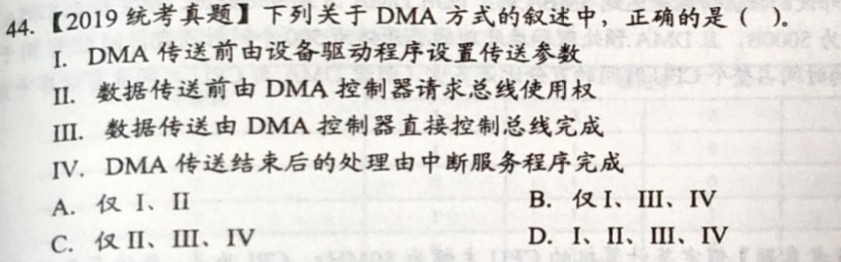 44.【2019 统考真题】下列关于 DMA 方式的叙述中，正确的是（ ）。
I. DMA 传送前由设备驱动程序设置传送参数
II. 数据传送前由 DMA 控制器请求总线使用权
III. 数据传送由 DMA 控制器直接控制总线完成
IV. DMA 传送结束后的处理由中断服务程序完成
A. 仅 I、II B. 仅 I、III、IV
C. 仅 II、III、IV D. I、II、III、IV